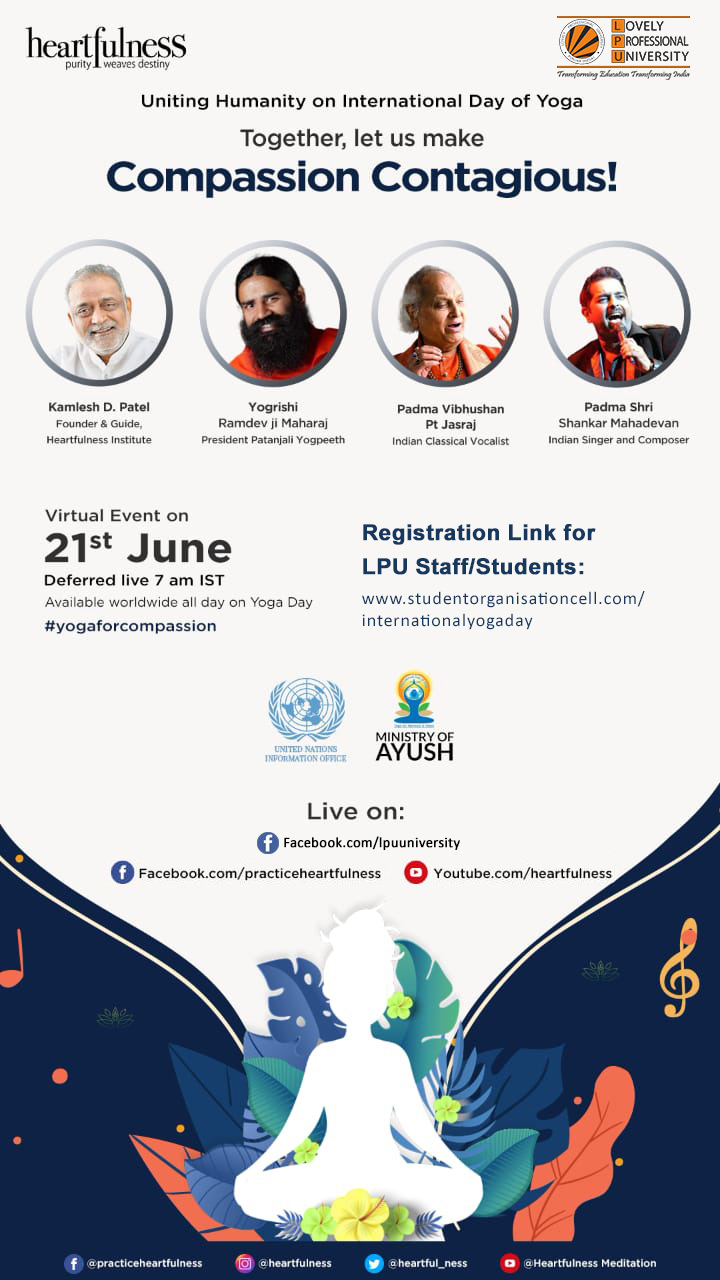 heartfulness
purity weaves destiny
LOVELY
PROFESSIONAL
UNIVERSITY
Transforming Education Transforming India
Uniting Humanity on International Day of Yoga
Together, let us make
Compassion Contagious!
Kamlesh D. Patel
Founder & Guide,
Heartfulness Institute
Yogrishi
Ramdev ji Maharaj
President Patanjali Yogpeeth
Padma Vibhushan
Pt Jasraj
Indian Classical Vocalist
Padma Shri
Shankar Mahadevan
Indian Singer and Composer
Virtual Event on
21st June
Deferred live 7 am IST
Available worldwide all day on Yoga Day
#yogaforcompassion
Registration Link for
LPU Staff/Students:
www.studentorganisationcell.com/
internationalyogaday
UNITED NATIONS
INFORMATION OFFICE
MINISTRY OF
AYUSH
Live on:
Facebook.com/lpuuniversity
Facebook.com/practiceheartfulness
Youtube.com/heartfulness
@practiceheartfulness
@heartfulness
@heartful_ness
@Heartfulness Meditation